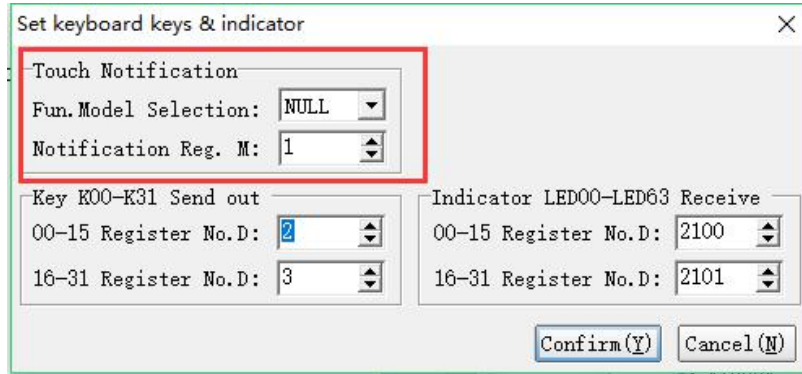 Set keyboard keys & indicator
Touch Notification
Fun.Model Selection: NULL
Notification Reg. M: 1
Key K00-K31 Send out
00-15 Register No.D: 2
16-31 Register No.D: 3
Indicator LED00-LED63 Receive
00-15 Register No.D: 2100
16-31 Register No.D: 2101
Confirm(Y) Cancel(N)